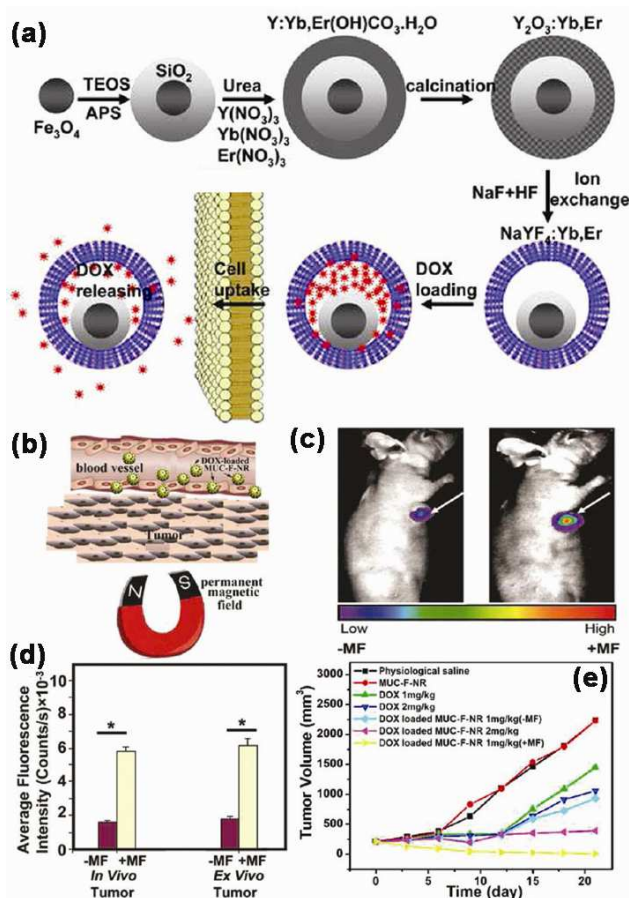 (a)
Y:Yb,Er(OH)CO₃.H₂O
Y₂O₃:Yb,Er
SiO₂
TEOS
APS
Fe₃O₄
Urea
Y(NO₃)₃
Yb(NO₃)₃
Er(NO₃)₃
calcination
NaF+HF
Ion
exchange
NaYF₄:Yb,Er
DOX
loading
Cell
uptake
DOX
releasing
(b)
blood vessel
DOX-loaded
MUC-F-NR
Tumor
N S
permanent
magnetic
field
(c)
Low High
-MF +MF
(d)
Average Fluorescence
Intensity (Counts/s)×10⁻³
8
6
4
2
0
* *
-MF +MF -MF +MF
In Vivo Ex Vivo
Tumor Tumor
(e)
Tumor Volume (mm³)
3000
2500
2000
1500
1000
500
0
Physiological saline
MUC-F-NR
DOX 1mg/kg
DOX 2mg/kg
DOX loaded MUC-F-NR 1mg/kg(-MF)
DOX loaded MUC-F-NR 2mg/kg
DOX loaded MUC-F-NR 1mg/kg(+MF)
0 5 10 15 20
Time (day)